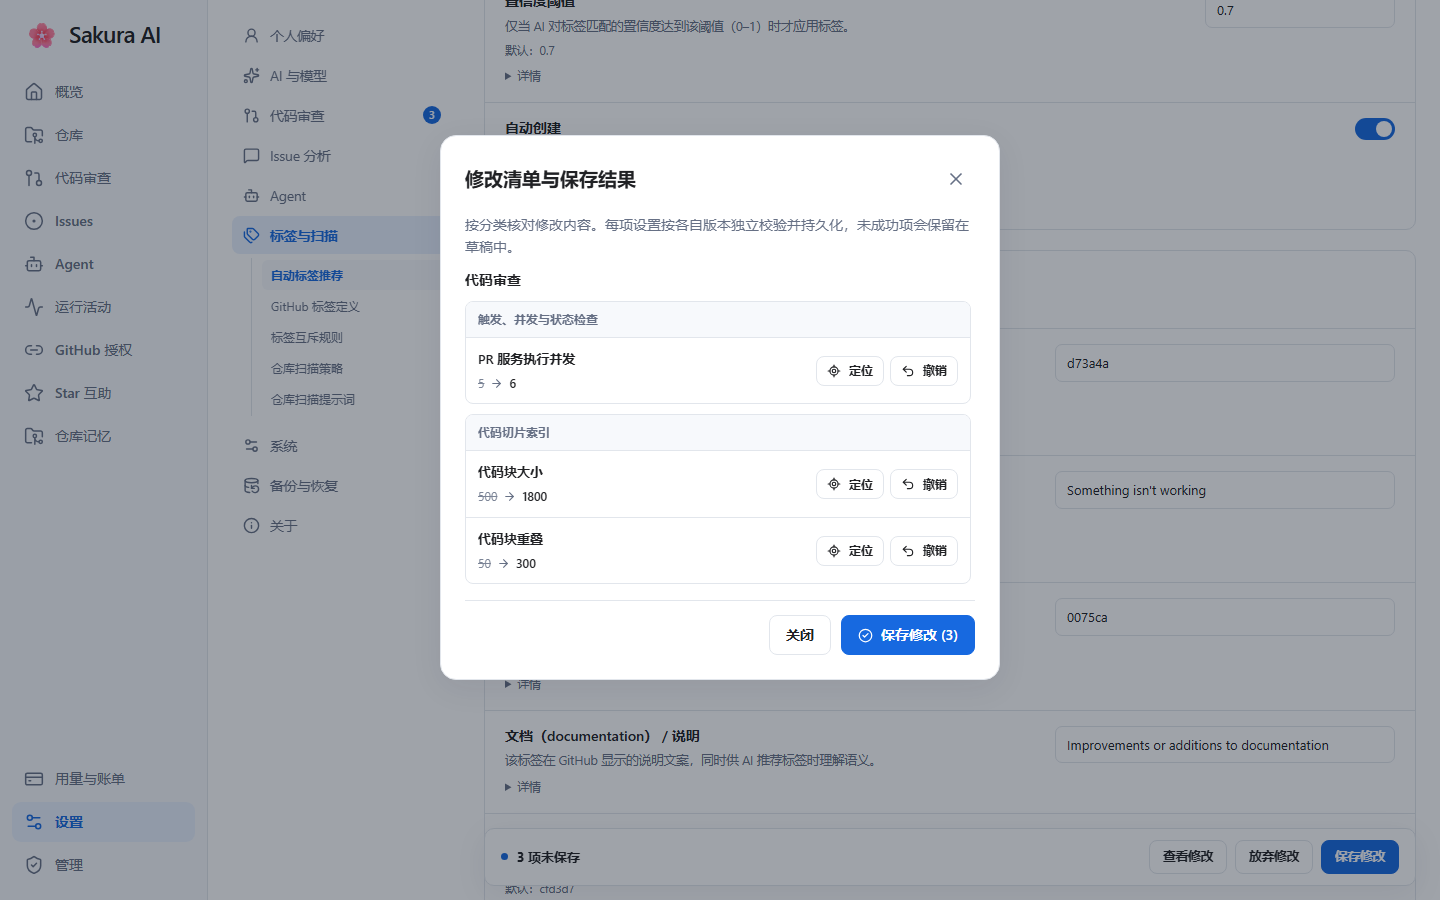 Sakura AI
概览
仓库
代码审查
Issues
Agent
运行活动
GitHub 授权
Star 互助
仓库记忆
用量与账单
设置
管理
个人偏好
AI 与模型
代码审查
3
Issue 分析
Agent
标签与扫描
自动标签推荐
GitHub 标签定义
标签互斥规则
仓库扫描策略
仓库扫描提示词
系统
备份与恢复
关于
置信度阈值
0.7
仅当 AI 对标签匹配的置信度达到该阈值（0–1）时才应用标签。
默认：0.7
详情
自动创建
修改清单与保存结果
按分类核对修改内容。每项设置按各自版本独立校验并持久化，未成功项会保留在
草稿中。
代码审查
触发、并发与状态检查
PR 服务执行并发
5 → 6
定位
撤销
代码切片索引
代码块大小
500 → 1800
定位
撤销
代码块重叠
50 → 300
定位
撤销
关闭
保存修改 (3)
d73a4a
Something isn't working
0075ca
详情
文档（documentation） / 说明
Improvements or additions to documentation
该标签在 GitHub 显示的说明文案，同时供 AI 推荐标签时理解语义。
详情
3 项未保存
查看修改
放弃修改
保存修改
默认：cfd3d7